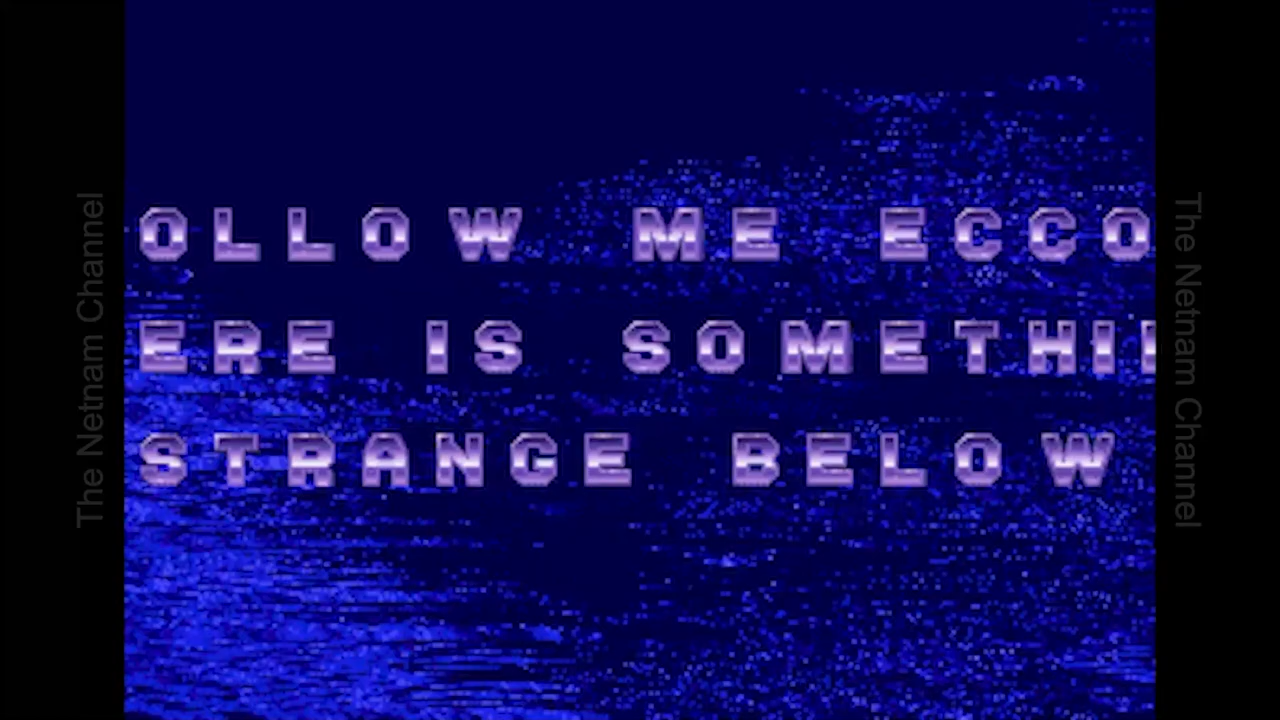 The Netnam Channel
OLLOW ME ECCO
ERE IS SOMETHI
STRANGE BELOW
The Netnam Channel